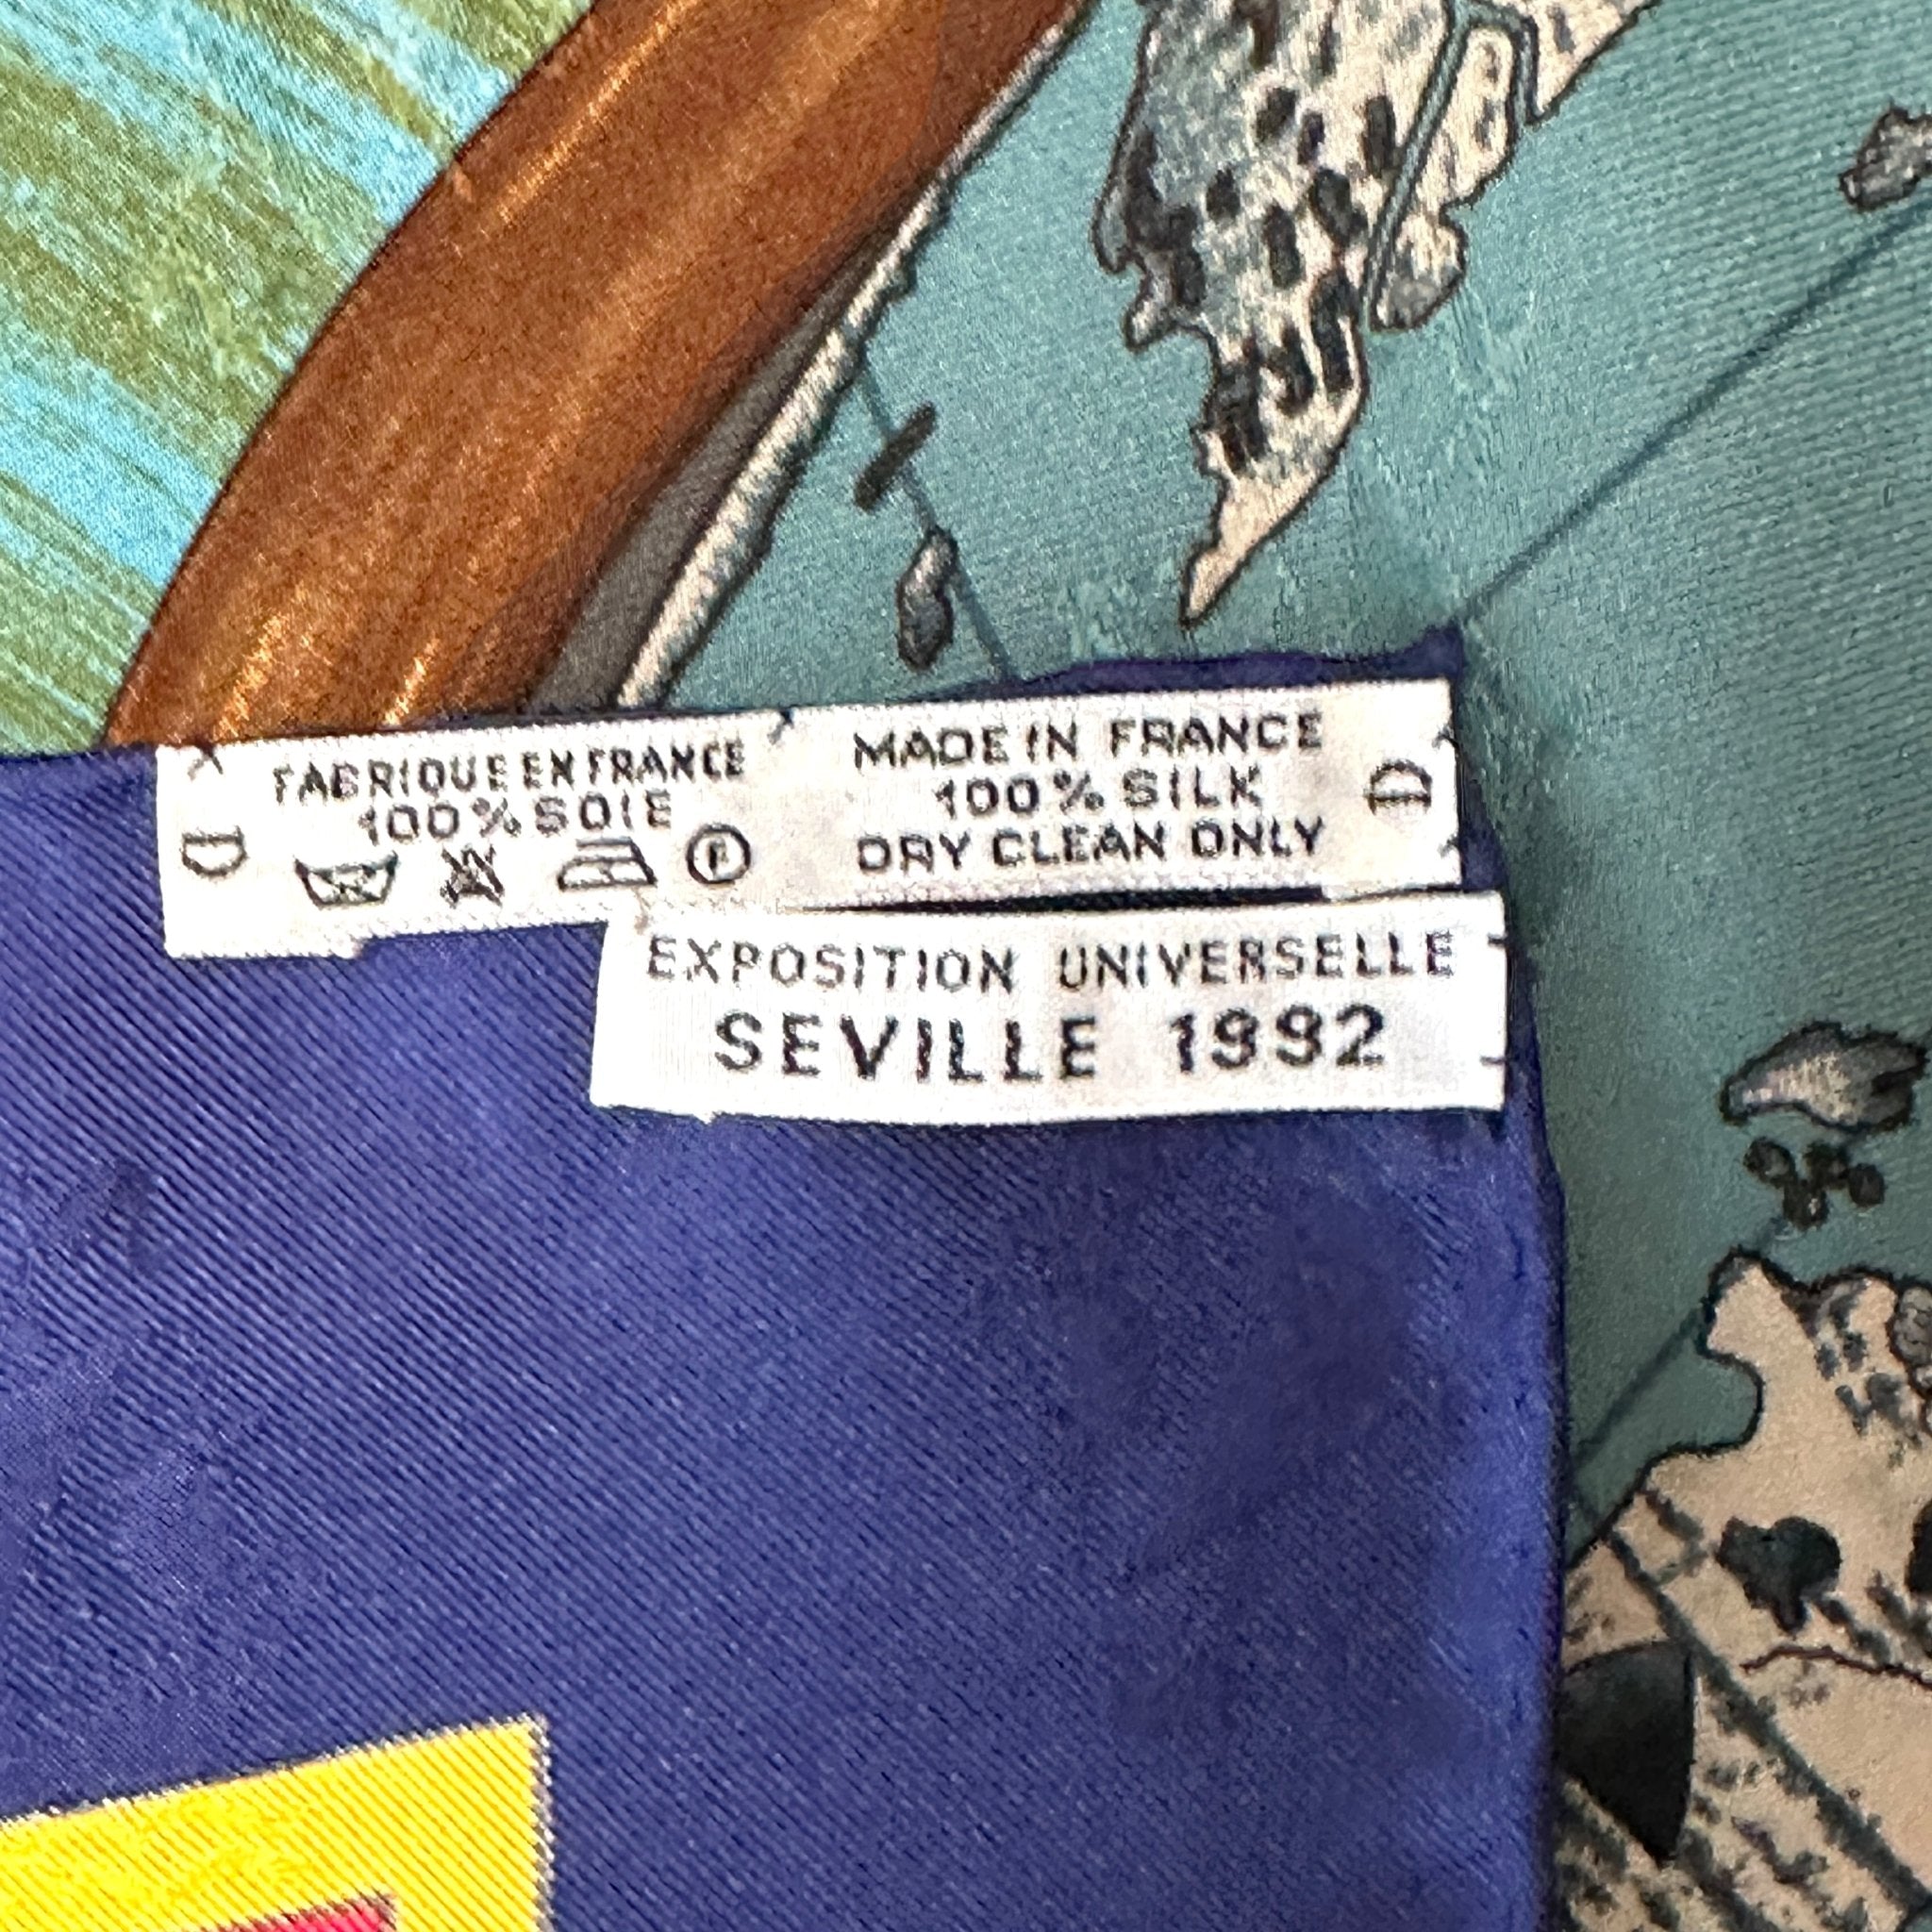 FABRIQUE EN FRANCE
100% SOIE
D
F
MADE IN FRANCE
100% SILK
DRY CLEAN ONLY
D
EXPOSITION UNIVERSELLE
SEVILLE 1992